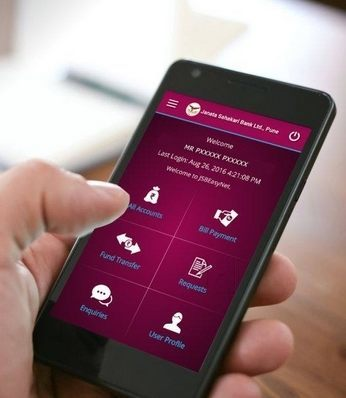 Janata Sahakari Bank Ltd., Pune
Welcome
MR PXXXXX PXXXXX
Last Login: Aug 26, 2016 4:21:08 PM
Welcome to JSBEasyNet.
All Accounts
Bill Payment
Fund Transfer
Requests
Enquiries
User Profile